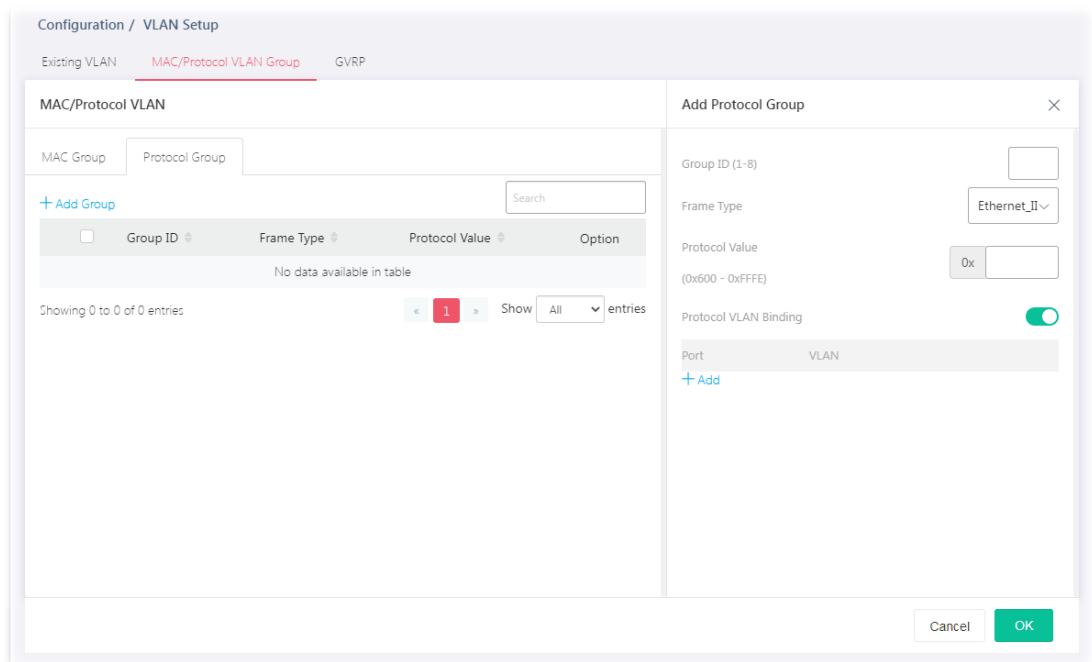 Configuration / VLAN Setup
Existing VLAN MAC/Protocol VLAN Group GVRP
MAC/Protocol VLAN
MAC Group Protocol Group
+ Add Group
Search
Group ID Frame Type Protocol Value Option
No data available in table
Showing 0 to 0 of 0 entries
« 1 » Show All entries
Add Protocol Group
Group ID (1-8)
Frame Type Ethernet_II
Protocol Value
(0x600 - 0xFFFE)
0x
Protocol VLAN Binding
Port VLAN
+ Add
Cancel OK